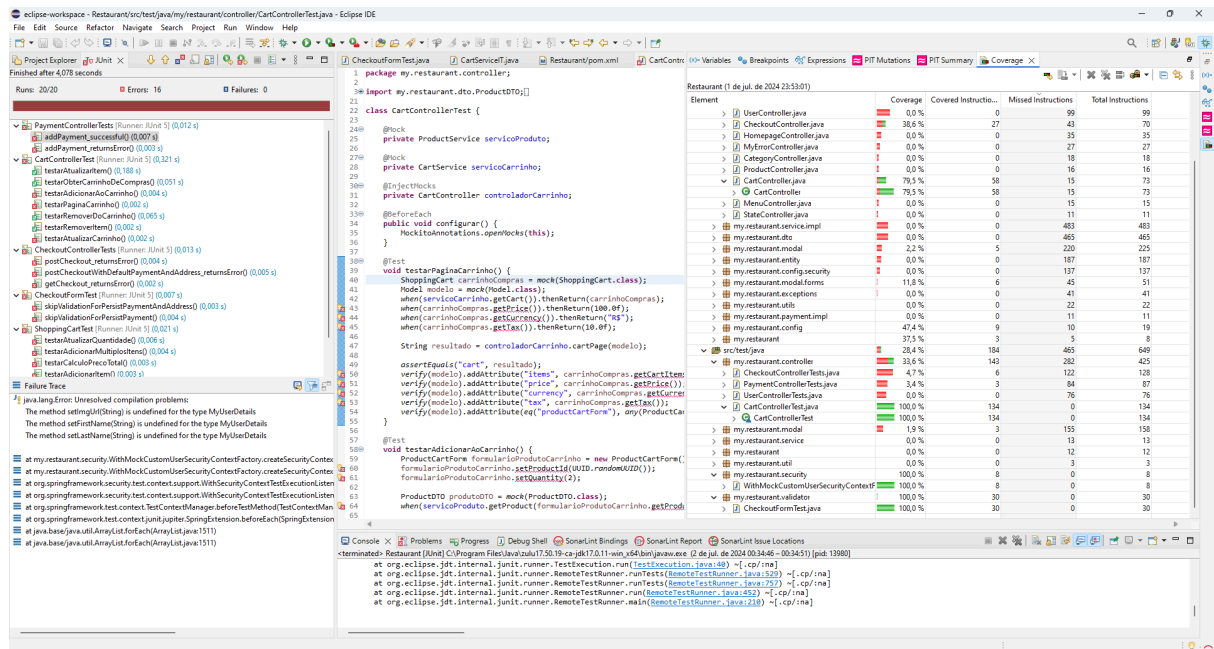 eclipse-workspace - Restaurant/src/test/java/my/restaurant/controller/CartControllerTest.java - Eclipse IDE
File Edit Source Refactor Navigate Search Project Run Window Help
Project Explorer JUnit
Finished after 4,078 seconds
Runs: 20/20 Errors: 16 Failures: 0
PaymentControllerTests [Runner: JUnit 5] (0,012 s)
addPayment_successful() (0,007 s)
addPayment_returnsError() (0,003 s)
CartControllerTest [Runner: JUnit 5] (0,321 s)
testarAtualizarItem() (0,188 s)
testarObterCarrinhoDeCompras() (0,051 s)
testarAdicionarAoCarrinho() (0,004 s)
testarPaginaCarrinho() (0,002 s)
testarRemoverDoCarrinho() (0,065 s)
testarRemoverItem() (0,002 s)
testarAtualizarCarrinho() (0,002 s)
CheckoutControllerTests [Runner: JUnit 5] (0,013 s)
postCheckout_returnsError() (0,004 s)
postCheckoutWithDefaultPaymentAndAddress_returnsError() (0,005 s)
getCheckout_returnsError() (0,002 s)
CheckoutFormTest [Runner: JUnit 5] (0,007 s)
skipValidationForPersistPaymentAndAddress() (0,003 s)
skipValidationForPersistPayment() (0,004 s)
ShoppingCartTest [Runner: JUnit 5] (0,021 s)
testarAtualizarQuantidade() (0,006 s)
testarAdicionarMultiplosItens() (0,004 s)
testarCalculoPrecoTotal() (0,003 s)
testarAdicionarItem() (0,003 s)
Failure Trace
java.lang.Error: Unresolved compilation problems:
The method setImgUrl(String) is undefined for the type MyUserDetails
The method setFirstName(String) is undefined for the type MyUserDetails
The method setLastName(String) is undefined for the type MyUserDetails
at my.restaurant.security.WithMockCustomUserSecurityContextFactory.createSecurityContex
at org.springframework.security.test.context.support.WithSecurityContextTestExecutionListen
at org.springframework.security.test.context.support.WithSecurityContextTestExecutionListen
at org.springframework.test.context.TestContextManager.beforeTestMethod(TestContextMan
at org.springframework.test.context.junit.jupiter.SpringExtension.beforeEach(SpringExtension
at java.base/java.util.ArrayList.forEach(ArrayList.java:1511)
at java.base/java.util.ArrayList.forEach(ArrayList.java:1511)
CheckoutFormTest.java CartServiceIT.java Restaurant/pom.xml CartContro
1 package my.restaurant.controller;
2
3 import my.restaurant.dto.ProductDTO;
21
22 class CartControllerTest {
23
24 @Mock
25 private ProductService servicoProduto;
26
27 @Mock
28 private CartService servicoCarrinho;
29
30 @InjectMocks
31 private CartController controladorCarrinho;
32
33 @BeforeEach
34 public void configurar() {
35 MockitoAnnotations.openMocks(this);
36 }
37
38 @Test
39 void testarPaginaCarrinho() {
40 ShoppingCart carrinhoCompras = mock(ShoppingCart.class);
41 Model modelo = mock(Model.class);
42 when(servicoCarrinho.getCart()).thenReturn(carrinhoCompras);
43 when(carrinhoCompras.getPrice()).thenReturn(100.0f);
44 when(carrinhoCompras.getCurrency()).thenReturn("R$");
45 when(carrinhoCompras.getTax()).thenReturn(10.0f);
46
47 String resultado = controladorCarrinho.cartPage(modelo);
48
49 assertEquals("cart", resultado);
50 verify(modelo).addAttribute("items", carrinhoCompras.getCartItems
51 verify(modelo).addAttribute("price", carrinhoCompras.getPrice());
52 verify(modelo).addAttribute("currency", carrinhoCompras.getCurren
53 verify(modelo).addAttribute("tax", carrinhoCompras.getTax());
54 verify(modelo).addAttribute(eq("productCartForm"), any(ProductCa
55 }
56
57 @Test
58 void testarAdicionarAoCarrinho() {
59 ProductCartForm formularioProdutoCarrinho = new ProductCartForm()
60 formularioProdutoCarrinho.setProductId(UUID.randomUUID());
61 formularioProdutoCarrinho.setQuantity(2);
62
63 ProductDTO produtoDTO = mock(ProductDTO.class);
64 when(servicoProduto.getProduct(formularioProdutoCarrinho.getProdu
65
Variables Breakpoints Expressions PIT Mutations PIT Summary Coverage
Restaurant (1 de jul. de 2024 23:53:01)
Element Coverage Covered Instructio... Missed Instructions Total Instructions
UserController.java 0,0 % 0 99 99
CheckoutController.java 38,6 % 27 43 70
HomepageController.java 0,0 % 0 35 35
MyErrorController.java 0,0 % 0 27 27
CategoryController.java 0,0 % 0 18 18
ProductController.java 0,0 % 0 16 16
CartController.java 79,5 % 58 15 73
CartController 79,5 % 58 15 73
MenuController.java 0,0 % 0 15 15
StateController.java 0,0 % 0 11 11
my.restaurant.service.impl 0,0 % 0 483 483
my.restaurant.dto 0,0 % 0 465 465
my.restaurant.modal 2,2 % 5 220 225
my.restaurant.entity 0,0 % 0 187 187
my.restaurant.config.security 0,0 % 0 137 137
my.restaurant.modal.forms 11,8 % 6 45 51
my.restaurant.exceptions 0,0 % 0 41 41
my.restaurant.utils 0,0 % 0 22 22
my.restaurant.payment.impl 0,0 % 0 11 11
my.restaurant.config 47,4 % 9 10 19
my.restaurant 37,5 % 3 5 8
src/test/java 28,4 % 184 465 649
my.restaurant.controller 33,6 % 143 282 425
CheckoutControllerTests.java 4,7 % 6 122 128
PaymentControllerTests.java 3,4 % 3 84 87
UserControllerTests.java 0,0 % 0 76 76
CartControllerTest.java 100,0 % 134 0 134
CartControllerTest 100,0 % 134 0 134
my.restaurant.modal 1,9 % 3 155 158
my.restaurant.service 0,0 % 0 13 13
my.restaurant 0,0 % 0 12 12
my.restaurant.util 0,0 % 0 3 3
my.restaurant.security 100,0 % 8 0 8
WithMockCustomUserSecurityContextF 100,0 % 8 0 8
my.restaurant.validator 100,0 % 30 0 30
CheckoutFormTest.java 100,0 % 30 0 30
Console Problems Progress Debug Shell SonarLint Bindings SonarLint Report SonarLint Issue Locations
<terminated> Restaurant [JUnit] C:\Program Files\Java\zulu17.50.19-ca-jdk17.0.11-win_x64\bin\javaw.exe (2 de jul. de 2024 00:34:46 – 00:34:51) [pid: 13980]
at org.eclipse.jdt.internal.junit.runner.TestExecution.run(TestExecution.java:40) ~[.cp/:na]
at org.eclipse.jdt.internal.junit.runner.RemoteTestRunner.runTests(RemoteTestRunner.java:529) ~[.cp/:na]
at org.eclipse.jdt.internal.junit.runner.RemoteTestRunner.runTests(RemoteTestRunner.java:757) ~[.cp/:na]
at org.eclipse.jdt.internal.junit.runner.RemoteTestRunner.run(RemoteTestRunner.java:452) ~[.cp/:na]
at org.eclipse.jdt.internal.junit.runner.RemoteTestRunner.main(RemoteTestRunner.java:210) ~[.cp/:na]